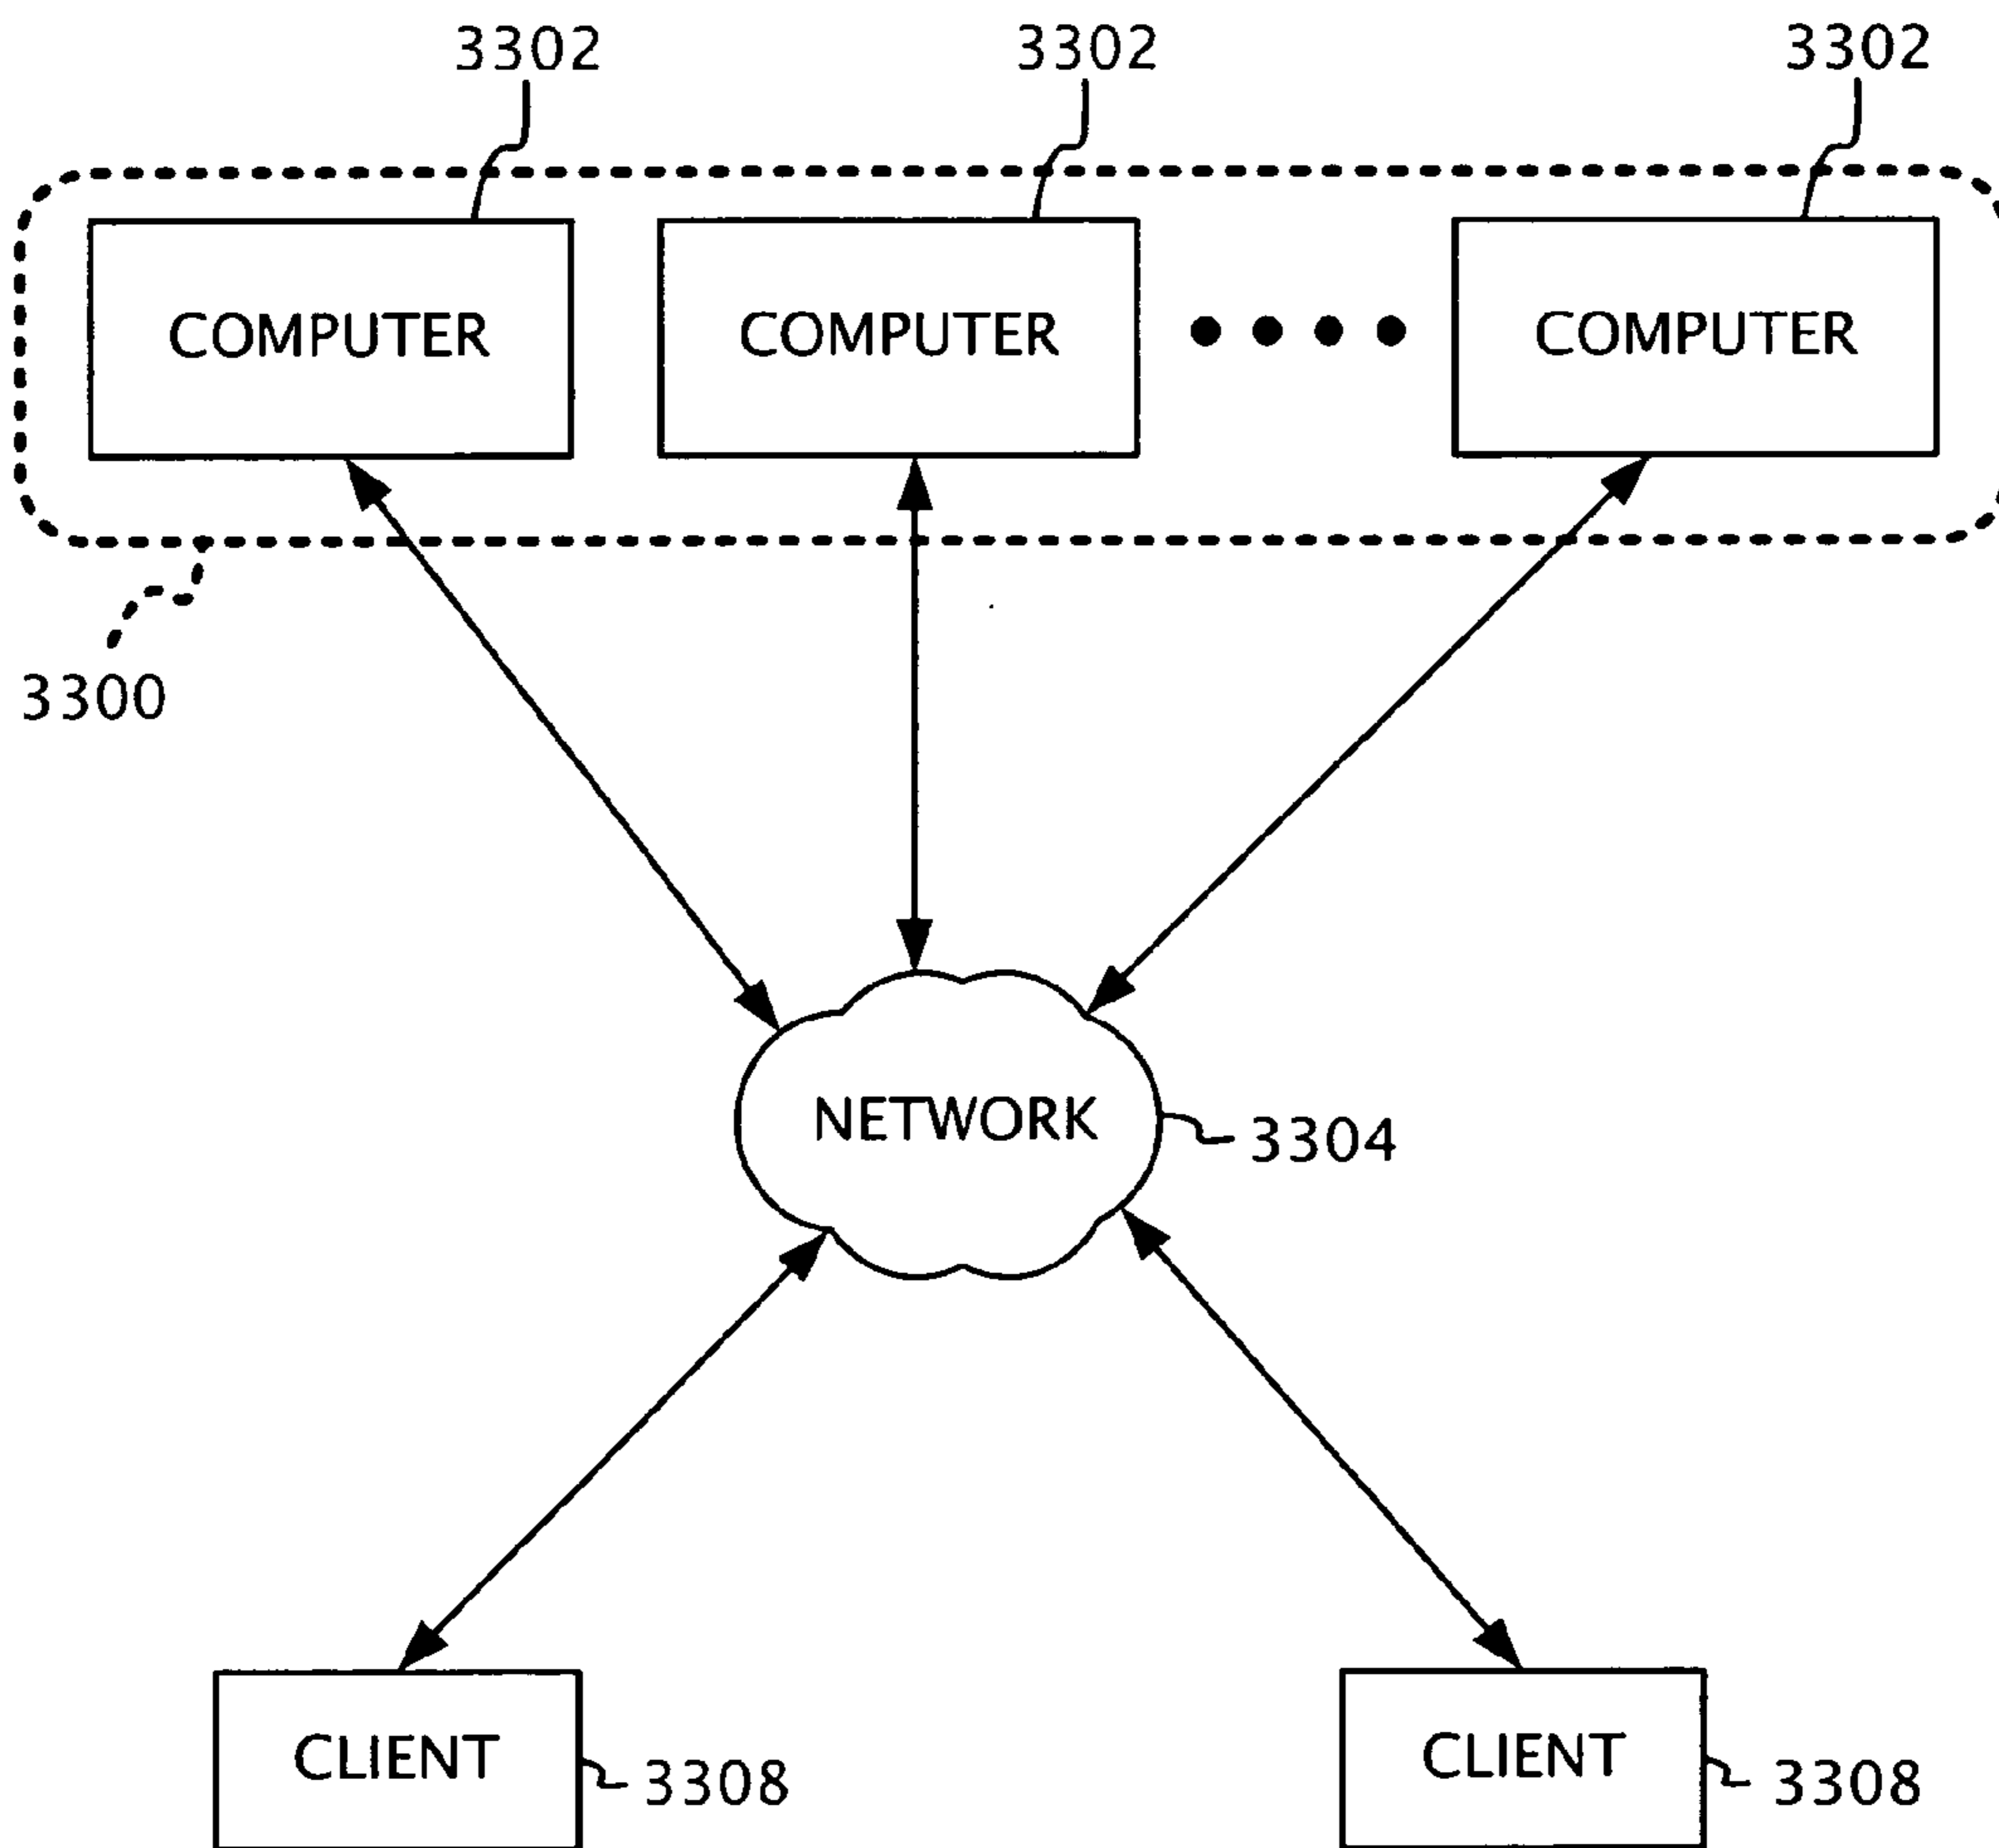 3302 3302 3302
COMPUTER COMPUTER COMPUTER
3300
NETWORK 3304
CLIENT 3308 CLIENT 3308